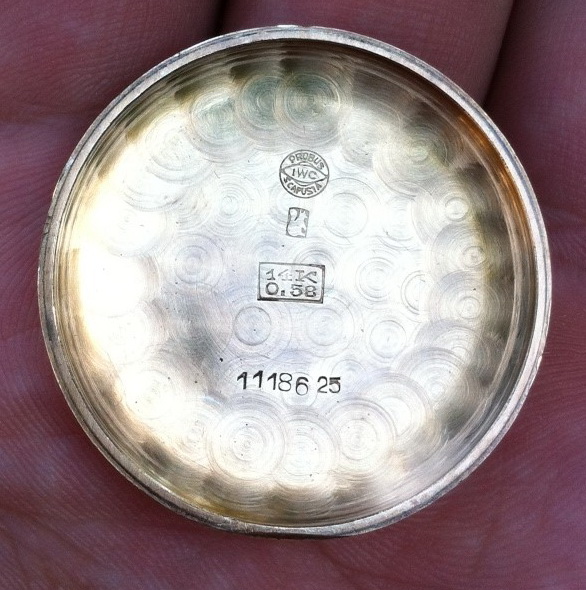 PROBUS
IWC
SCAFUSIA
14K
0.58
1118625